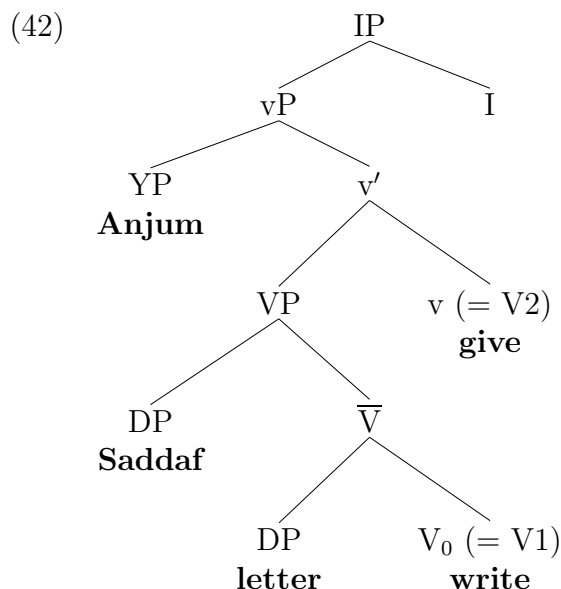 (42) IP
vP I
YP v′
Anjum
VP v (= V2)
give
DP V̅
Saddaf
DP V₀ (= V1)
letter write